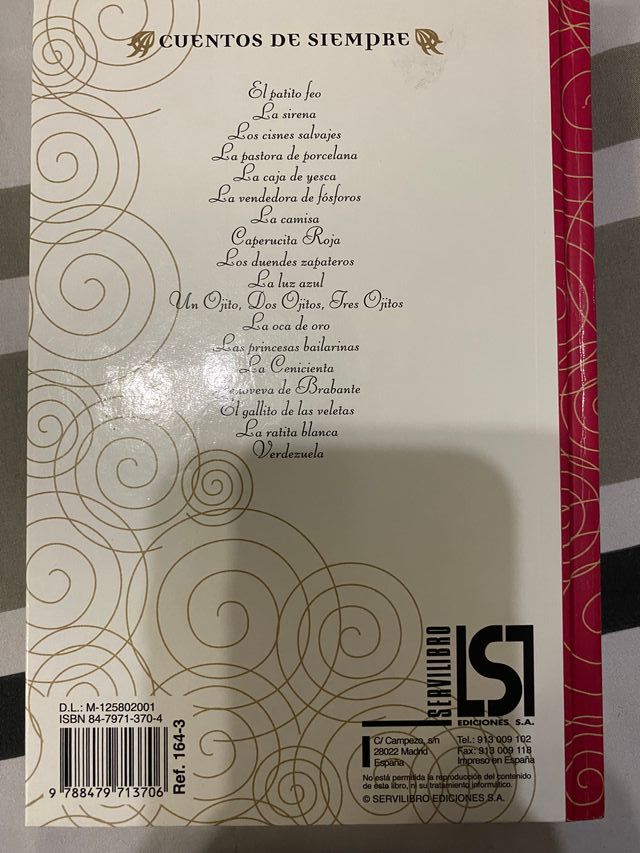 CUENTOS DE SIEMPRE
El patito feo
La sirena
Los cisnes salvajes
La pastora de porcelana
La caja de yesca
La vendedora de fósforos
La camisa
Caperucita Roja
Los duendes zapateros
La luz azul
Un Ojito, Dos Ojitos, Tres Ojitos
La oca de oro
Las princesas bailarinas
La Cenicienta
de Brabante
El gallito de las veletas
La ratita blanca
Verdezuela
D.L.: M-125802001
ISBN 84-7971-370-4
9 788479 713706
Ref. 164-3
SERVILIBRO
EDICIONES S.A.
C/ Campezo, s/n
28022 Madrid
España
Tel.: 913 009 102
Fax: 913 009 118
Impreso en España
No está permitida la reproducción del contenido
de este libro, ni su tratamiento informático.
© SERVILIBRO EDICIONES S.A.